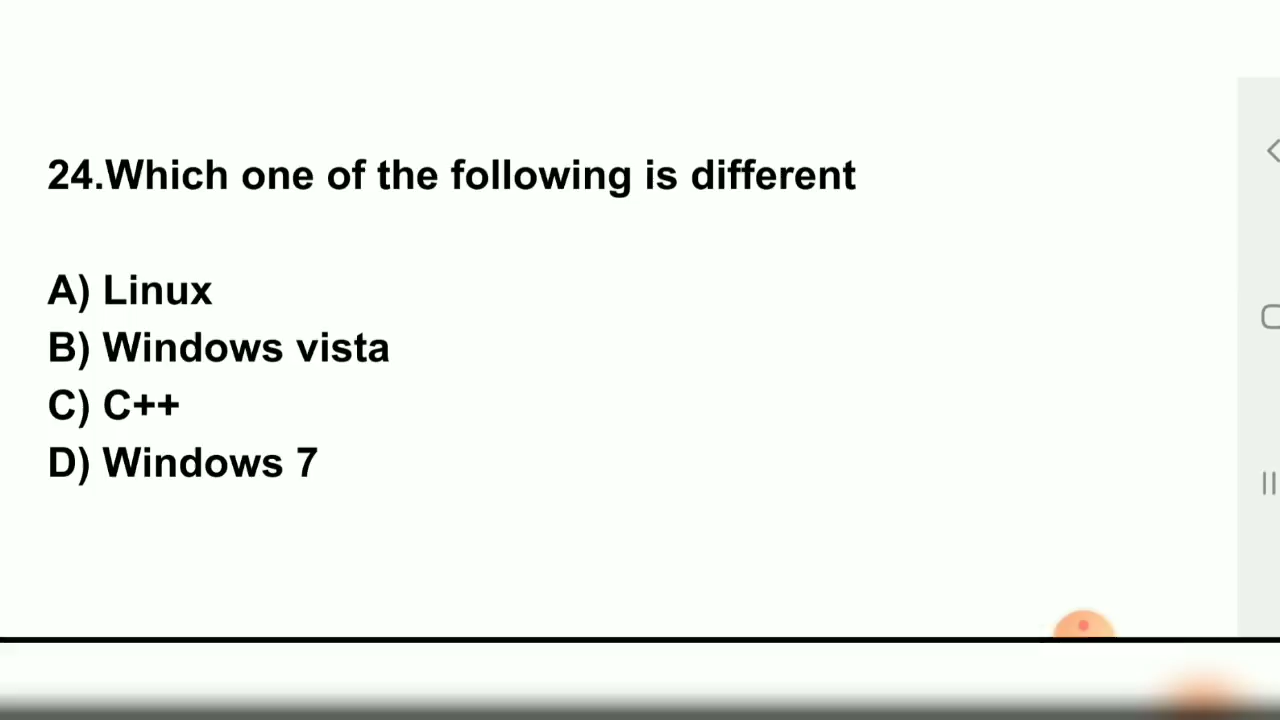 24.Which one of the following is different
A) Linux
B) Windows vista
C) C++
D) Windows 7